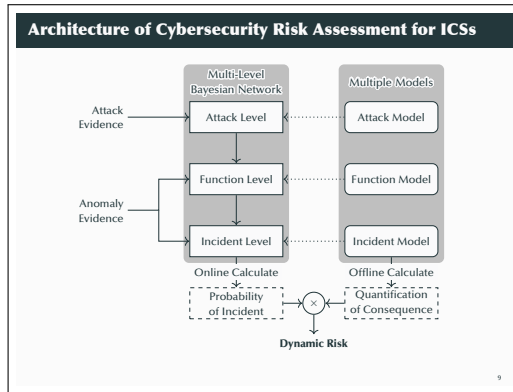 Architecture of Cybersecurity Risk Assessment for ICSs
Multi-Level
Bayesian Network
Multiple Models
Attack
Evidence
Attack Level
Attack Model
Function Level
Function Model
Anomaly
Evidence
Incident Level
Incident Model
Online Calculate
Offline Calculate
Probability
of Incident
×
Quantification
of Consequence
Dynamic Risk
9